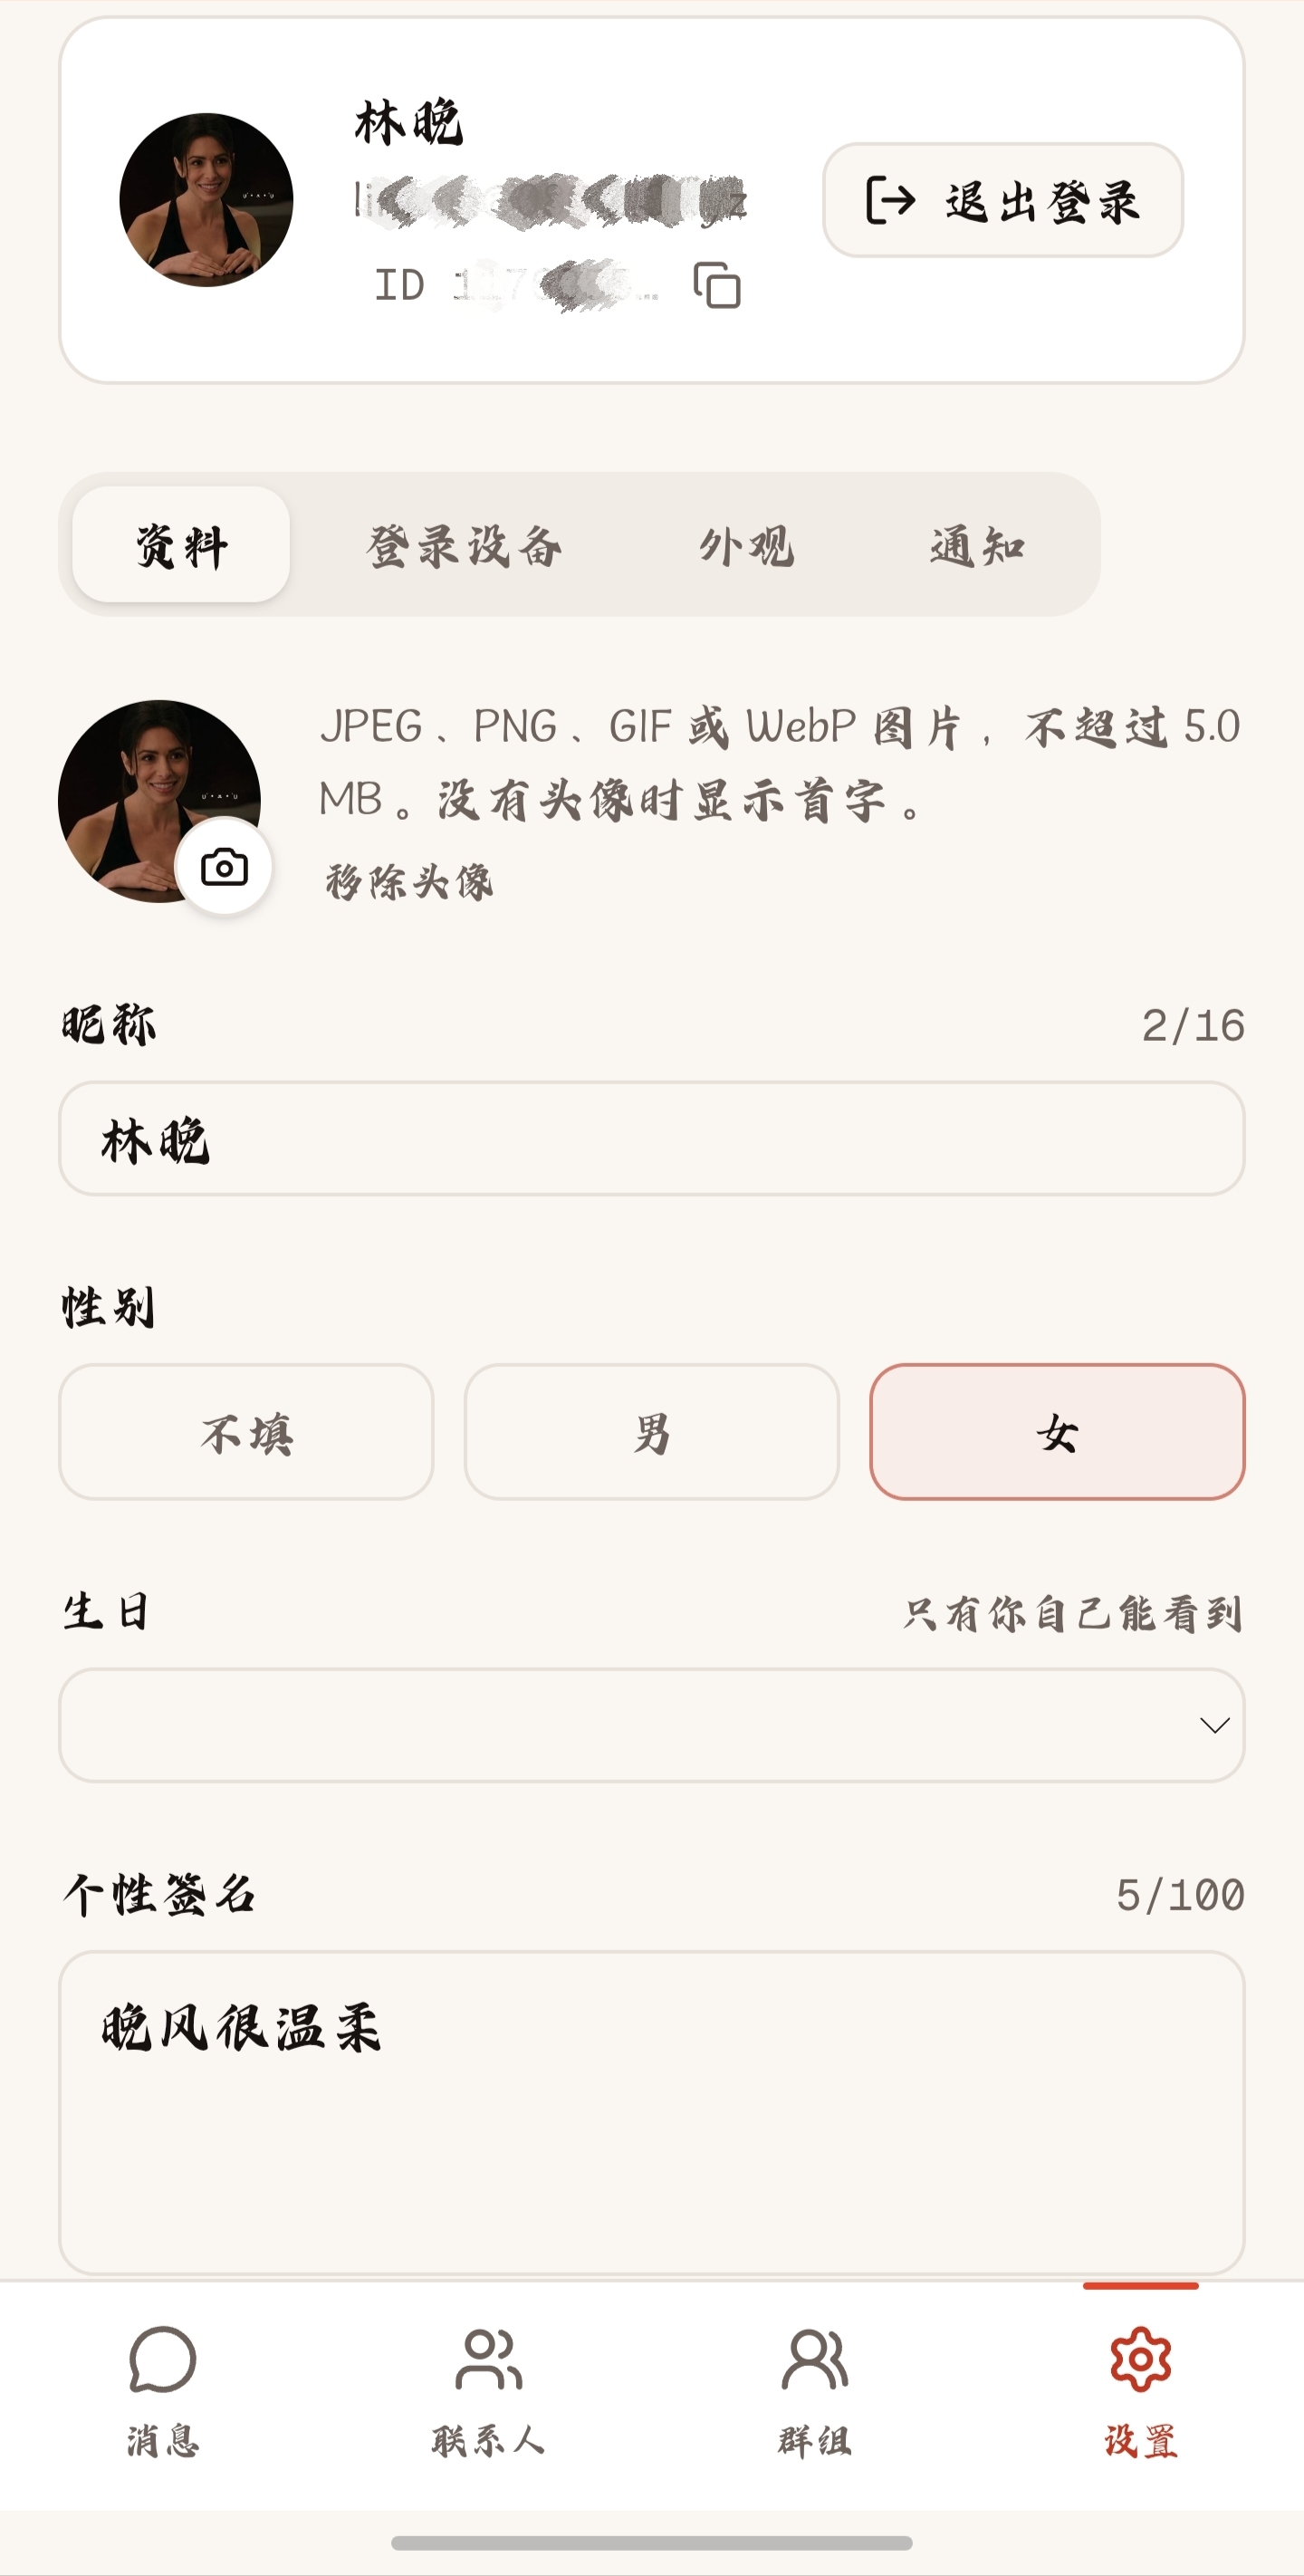 林晚
退出登录
ID
资料 登录设备 外观 通知
JPEG、PNG、GIF 或 WebP 图片，不超过 5.0
MB。没有头像时显示首字。
移除头像
昵称 2/16
林晚
性别
不填 男 女
生日 只有你自己能看到
个性签名 5/100
晚风很温柔
消息 联系人 群组 设置